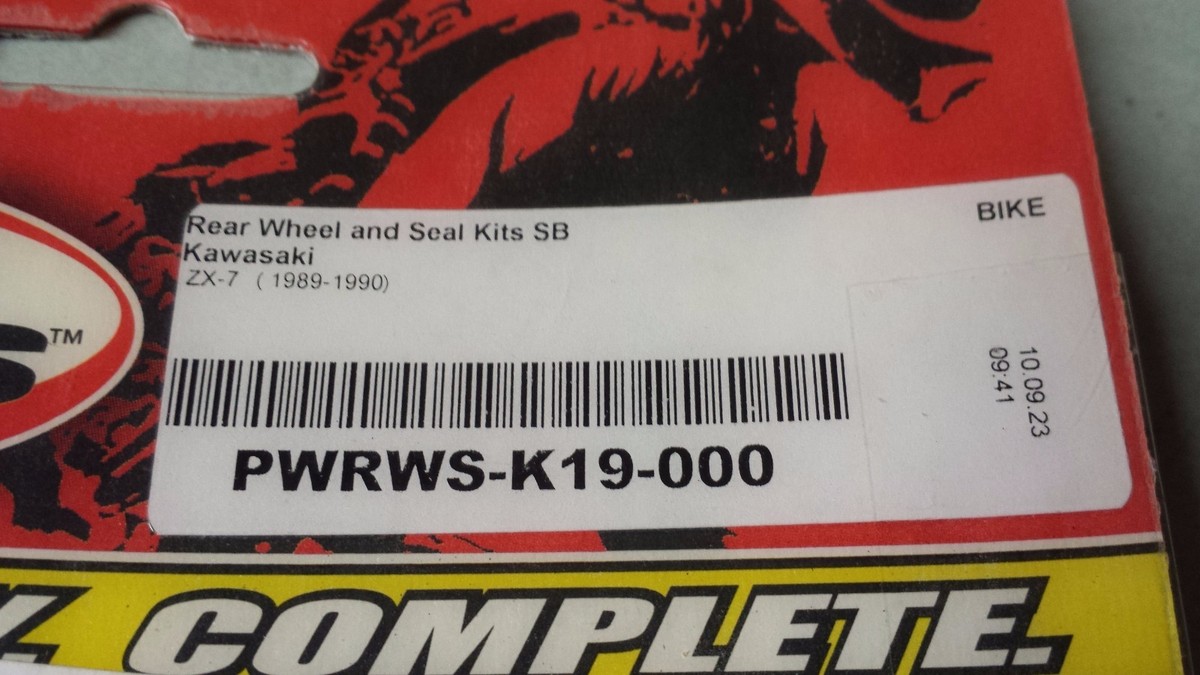 Rear Wheel and Seal Kits SB
BIKE
Kawasaki
ZX-7 ( 1989-1990)
TM
10.09.23
09:41
PWRWS-K19-000
COMPLETE.